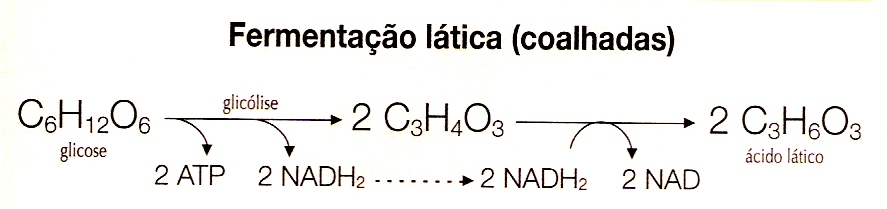 Fermentação lática (coalhadas)
glicólise
C₆H₁₂O₆ 2 C₃H₄O₃ 2 C₃H₆O₃
glicose ácido lático
2 ATP 2 NADH₂ 2 NADH₂ 2 NAD